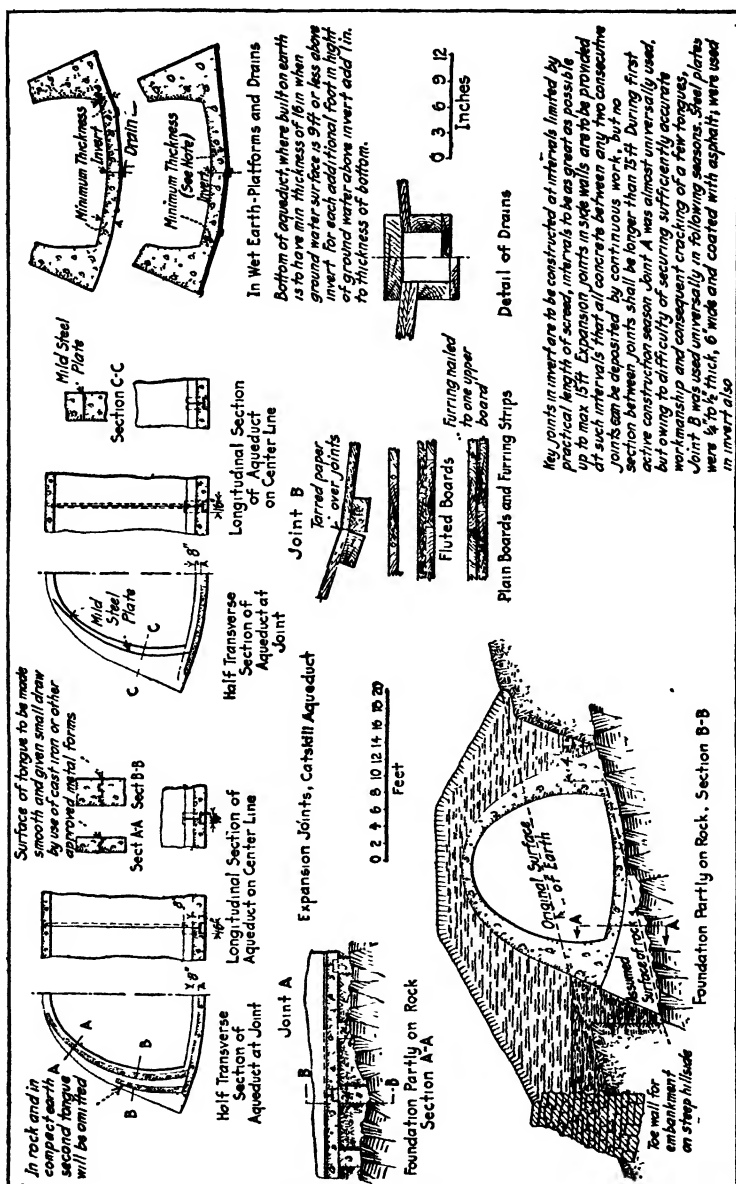 In rock and in
compact earth
second tongue
will be omitted
A
B
A
B
8"
Half Transverse
Section of
Aqueduct at Joint
Surface of tongue to be made
smooth and given small draw
by use of cast iron or other
approved metal forms
Sect A-A
Sect B-B
Longitudinal Section of
Aqueduct on Center Line
Joint A
Expansion Joints, Catskill Aqueduct
Mild
Steel
Plate
C
C
8"
Half Transverse
Section of
Aqueduct at
Joint
Mild Steel
Plate
Section C-C
Longitudinal Section
of Aqueduct
on Center Line
Joint B
Minimum Thickness
Invert
Drain
Minimum Thickness
(See Note)
Invert
In Wet Earth-Platforms and Drains
Bottom of aqueduct, where built on earth
is to have min thickness of 16 in when
ground water surface is 9 ft or less above
invert for each additional foot in hight
of ground water above invert add 1 in.
to thickness of bottom.
B
B
Foundation Partly on Rock
Section A-A
0 2 4 6 8 10 12 14 16 18 20
Feet
Tarred paper
over joints
Fluted Boards
Furring nailed
to one upper
board
Plain Boards and Furring Strips
Detail of Drains
0 3 6 9 12
Inches
Original Surface
of Earth
A
A
Assumed
Surface of rock
Toe wall for
embankment
on steep hillside
Foundation Partly on Rock. Section B-B
Key joints in invert are to be constructed at intervals limited by
practical length of screed, intervals to be as great as possible
up to max 15 ft Expansion joints in side walls are to be provided
at such intervals that all concrete between any two consecutive
joints can be deposited by continuous work, but no
section between joints shall be longer than 75 ft During first
active construction season Joint A was almost universally used,
but owing to difficulty of securing sufficiently accurate
workmanship and consequent cracking of a few tongues,
Joint B was used universally in following seasons. Steel plates
were 1/4 to 1/2 thick, 6" wide and coated with asphalt; were used
in invert also